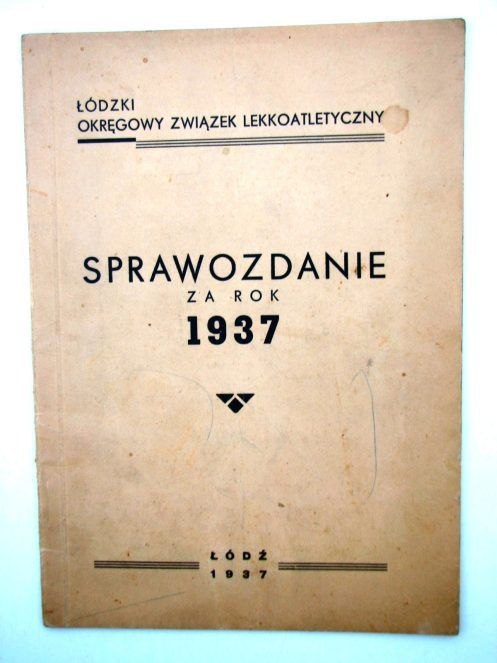 ŁÓDZKI
OKRĘGOWY ZWIĄZEK LEKKOATLETYCZNY
SPRAWOZDANIE
ZA ROK
1937
ŁÓDŹ
1937